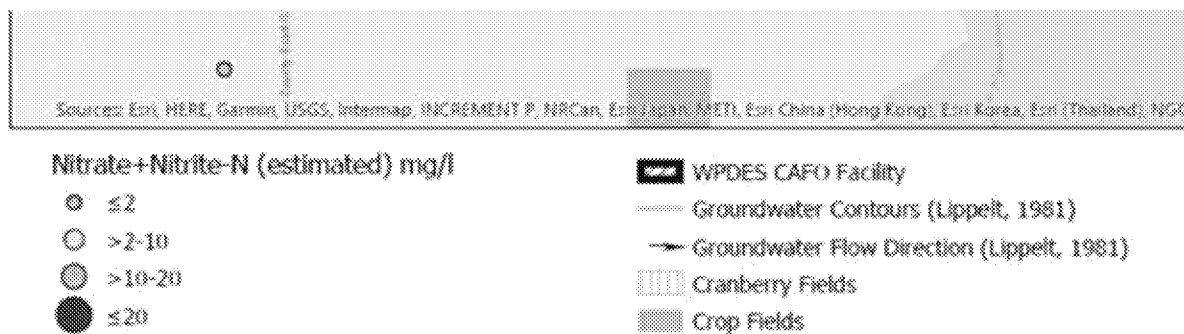 Sources: Esri, HERE, Garmin, USGS, Intermap, INCREMENT P, NRCan, Esri Japan, METI, Esri China (Hong Kong), Esri Korea, Esri (Thailand), NGC
Nitrate+Nitrite-N (estimated) mg/l
≤2
>2-10
>10-20
≤20
WPDES CAFO Facility
Groundwater Contours (Lippelt, 1981)
Groundwater Flow Direction (Lippelt, 1981)
Cranberry Fields
Crop Fields